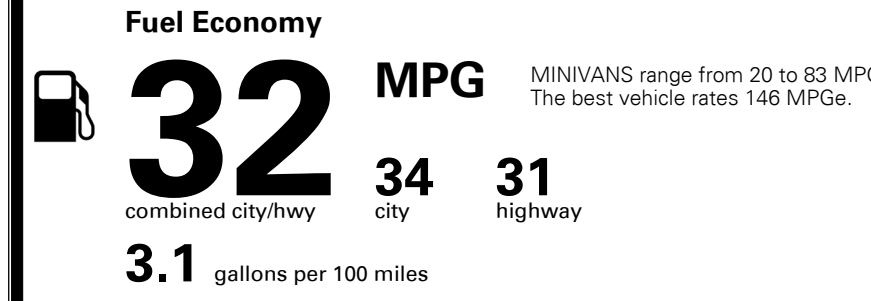 Fuel Economy
32 MPG
MINIVANS range from 20 to 83 MPG
The best vehicle rates 146 MPGe.
combined city/hwy
34 city
31 highway
3.1 gallons per 100 miles